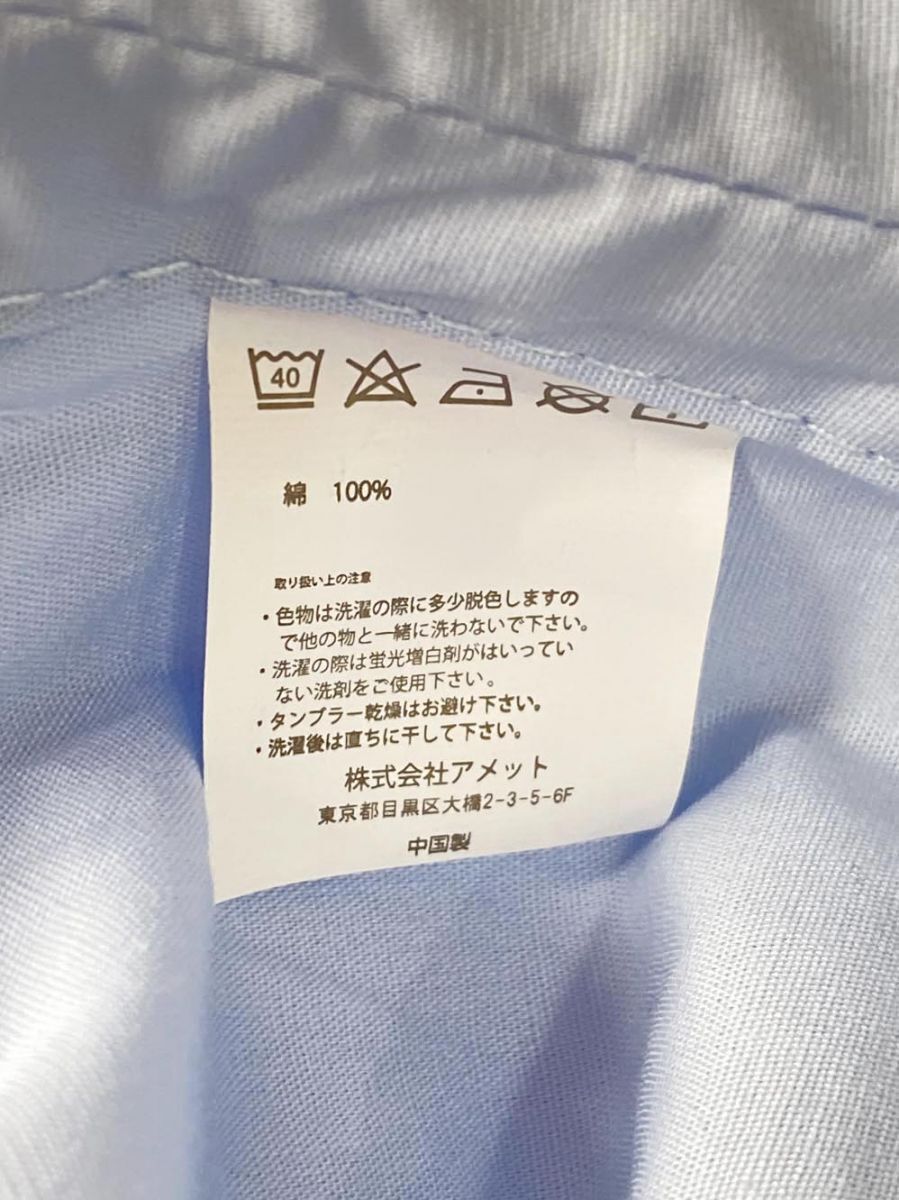 40
綿 100%
取り扱い上の注意
・色物は洗濯の際に多少脱色しますの
で他の物と一緒に洗わないで下さい。
・洗濯の際は蛍光増白剤がはいってい
ない洗剤をご使用下さい。
・タンブラー乾燥はお避け下さい。
・洗濯後は直ちに干して下さい。
株式会社アメット
東京都目黒区大橋2-3-5-6F
中国製